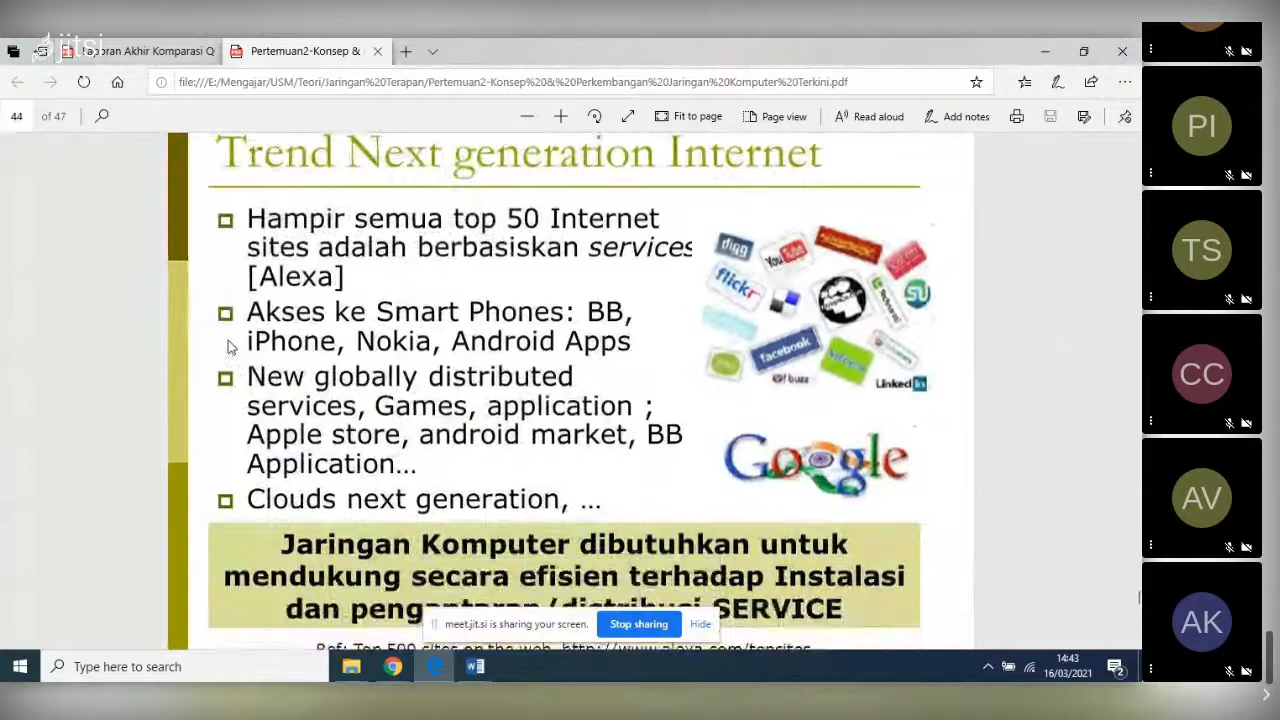 jitsi
poran Akhir Komparasi Q
Pertemuan2-Konsep &
file:///E:/Mengajar/USM/Teori/Jaringan%20Terapan/Pertemuan2-Konsep%20&%20Perkembangan%20Jaringan%20Komputer%20Terkini.pdf
44 of 47
Fit to page
Page view
Read aloud
Add notes
Trend Next generation Internet
Hampir semua top 50 Internet
sites adalah berbasiskan services
[Alexa]
Akses ke Smart Phones: BB,
iPhone, Nokia, Android Apps
New globally distributed
services, Games, application ;
Apple store, android market, BB
Application…
Clouds next generation, …
digg
YouTube
flickr
facebook
buzz
LinkedIn
Google
Jaringan Komputer dibutuhkan untuk
mendukung secara efisien terhadap Instalasi
dan pengantaran/distribusi SERVICE
Ref: Top 500 sites on the web, http://www.alexa.com/topsites
meet.jit.si is sharing your screen.
Stop sharing
Hide
Type here to search
14:43
16/03/2021
2
PI
TS
CC
AV
AK